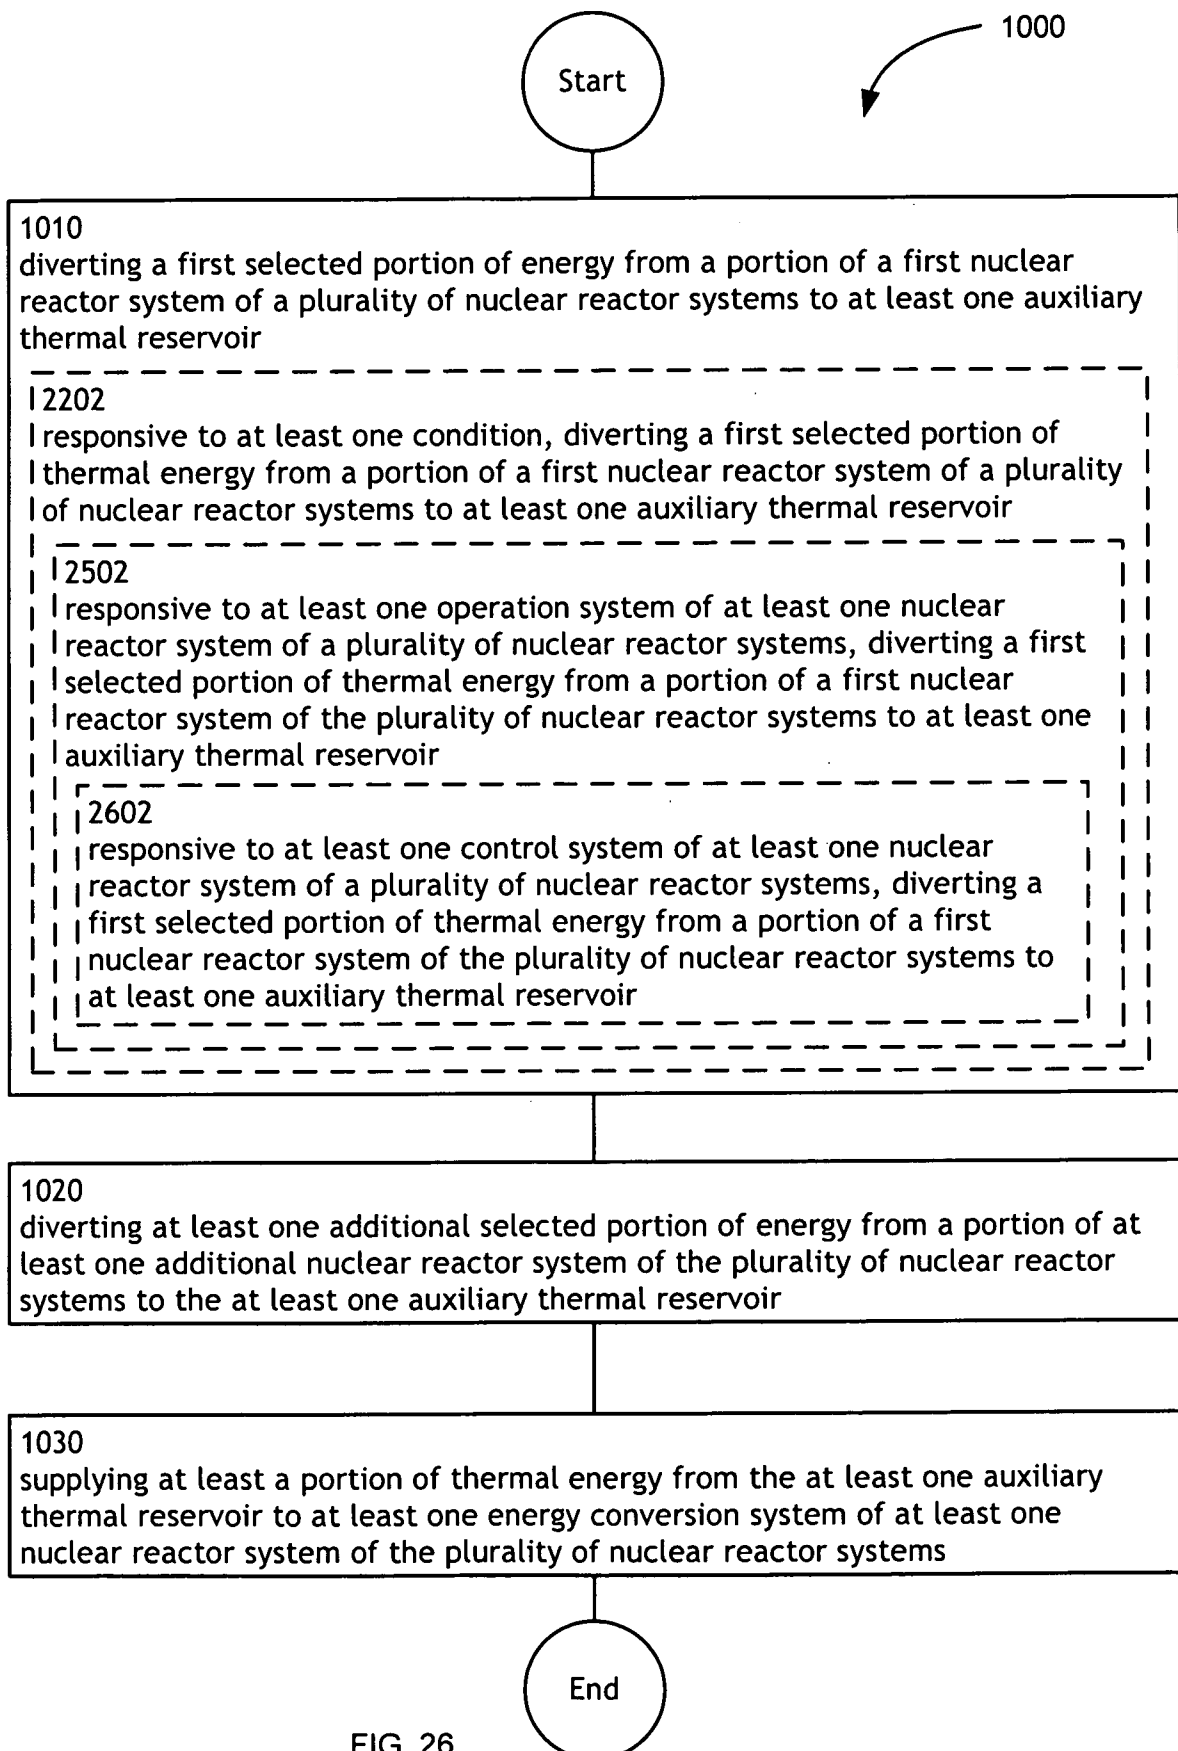 1000
Start
1010
diverting a first selected portion of energy from a portion of a first nuclear
reactor system of a plurality of nuclear reactor systems to at least one auxiliary
thermal reservoir
2202
responsive to at least one condition, diverting a first selected portion of
thermal energy from a portion of a first nuclear reactor system of a plurality
of nuclear reactor systems to at least one auxiliary thermal reservoir
2502
responsive to at least one operation system of at least one nuclear
reactor system of a plurality of nuclear reactor systems, diverting a first
selected portion of thermal energy from a portion of a first nuclear
reactor system of the plurality of nuclear reactor systems to at least one
auxiliary thermal reservoir
2602
responsive to at least one control system of at least one nuclear
reactor system of a plurality of nuclear reactor systems, diverting a
first selected portion of thermal energy from a portion of a first
nuclear reactor system of the plurality of nuclear reactor systems to
at least one auxiliary thermal reservoir
1020
diverting at least one additional selected portion of energy from a portion of at
least one additional nuclear reactor system of the plurality of nuclear reactor
systems to the at least one auxiliary thermal reservoir
1030
supplying at least a portion of thermal energy from the at least one auxiliary
thermal reservoir to at least one energy conversion system of at least one
nuclear reactor system of the plurality of nuclear reactor systems
End
FIG. 26